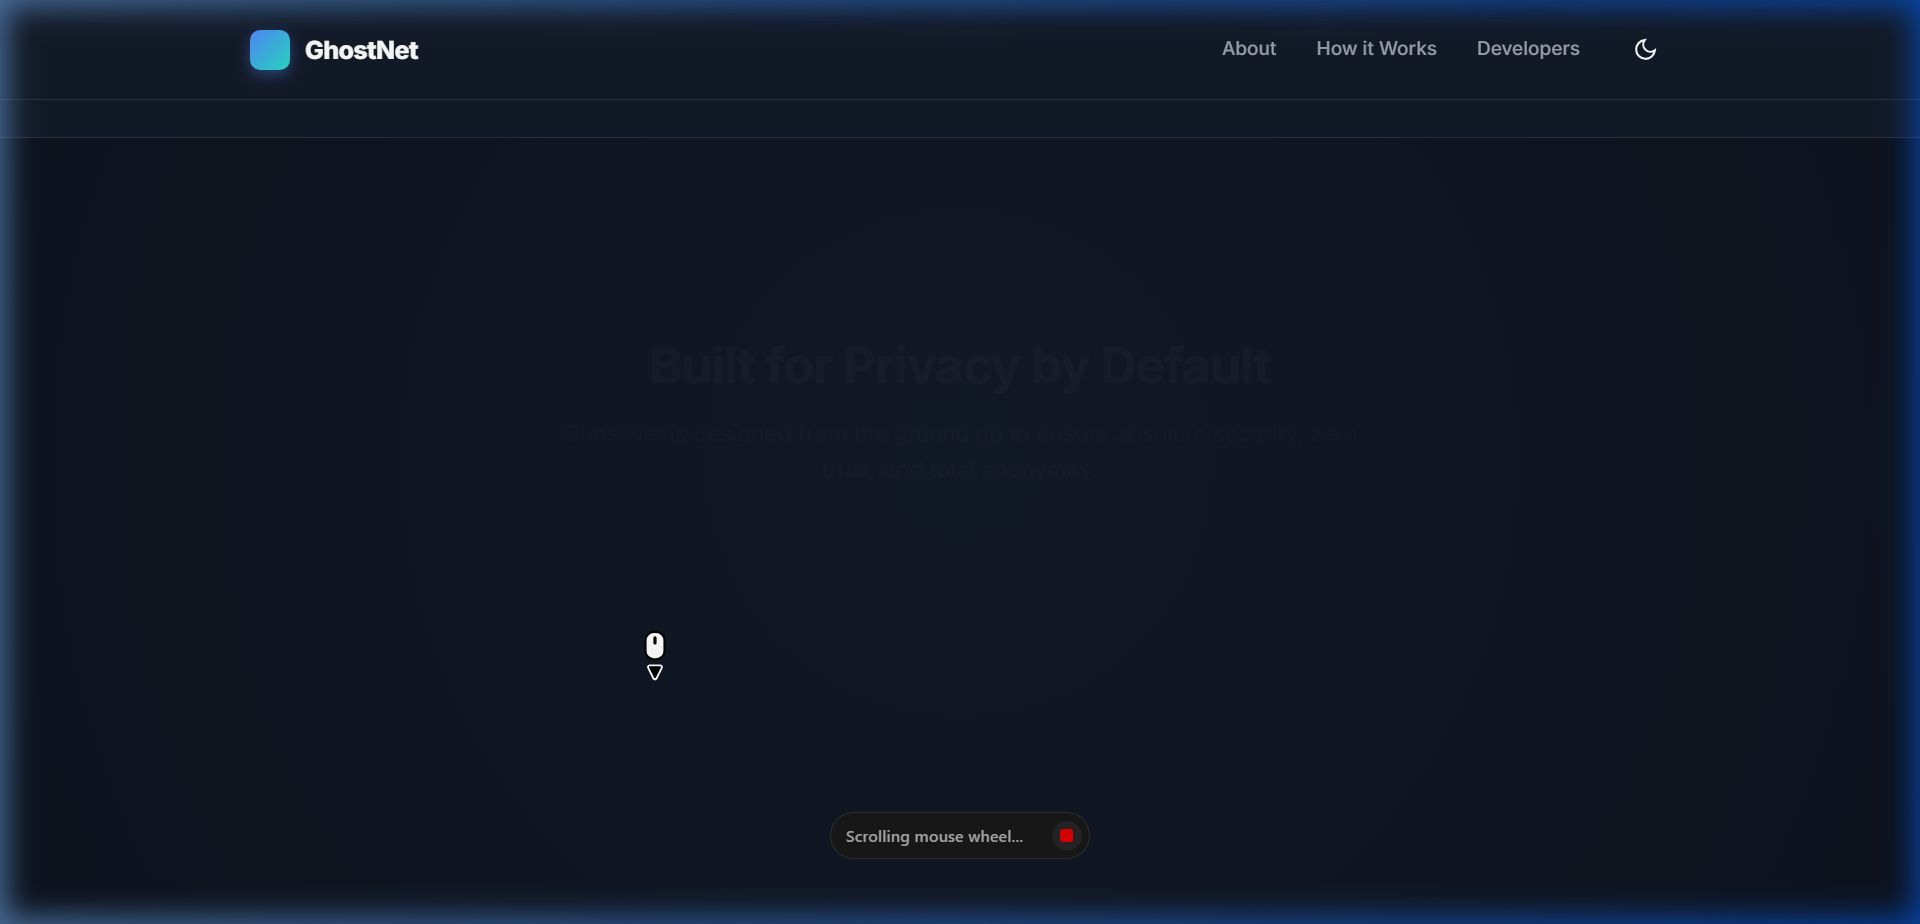 GhostNet
About
How it Works
Developers
Built for Privacy by Default
GhostNet is designed from the ground up to ensure absolute security, zero
trust, and total anonymity.
Scrolling mouse wheel...